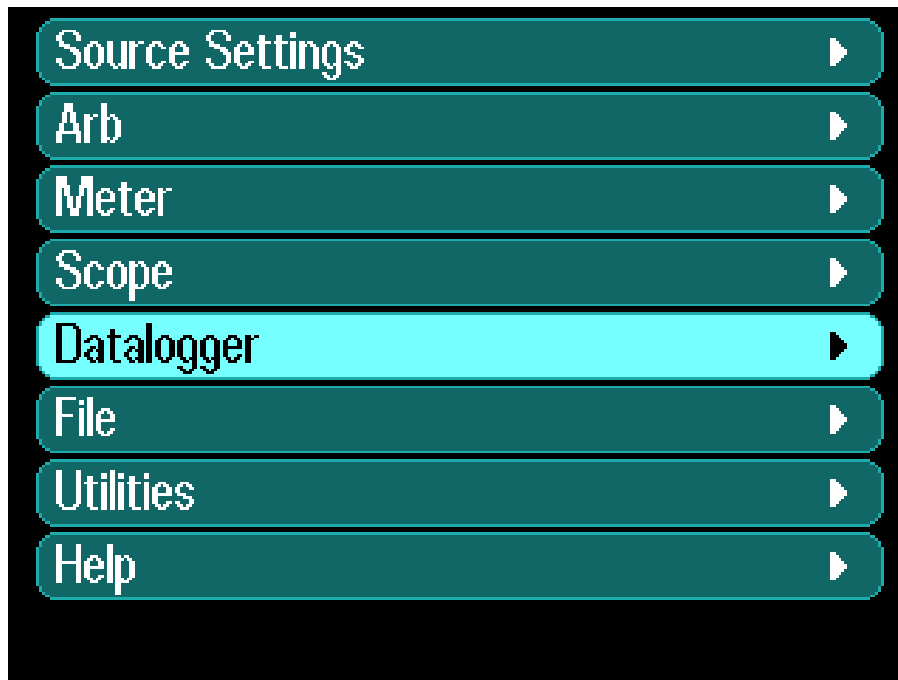 Source Settings
Arb
Meter
Scope
Datalogger
File
Utilities
Help